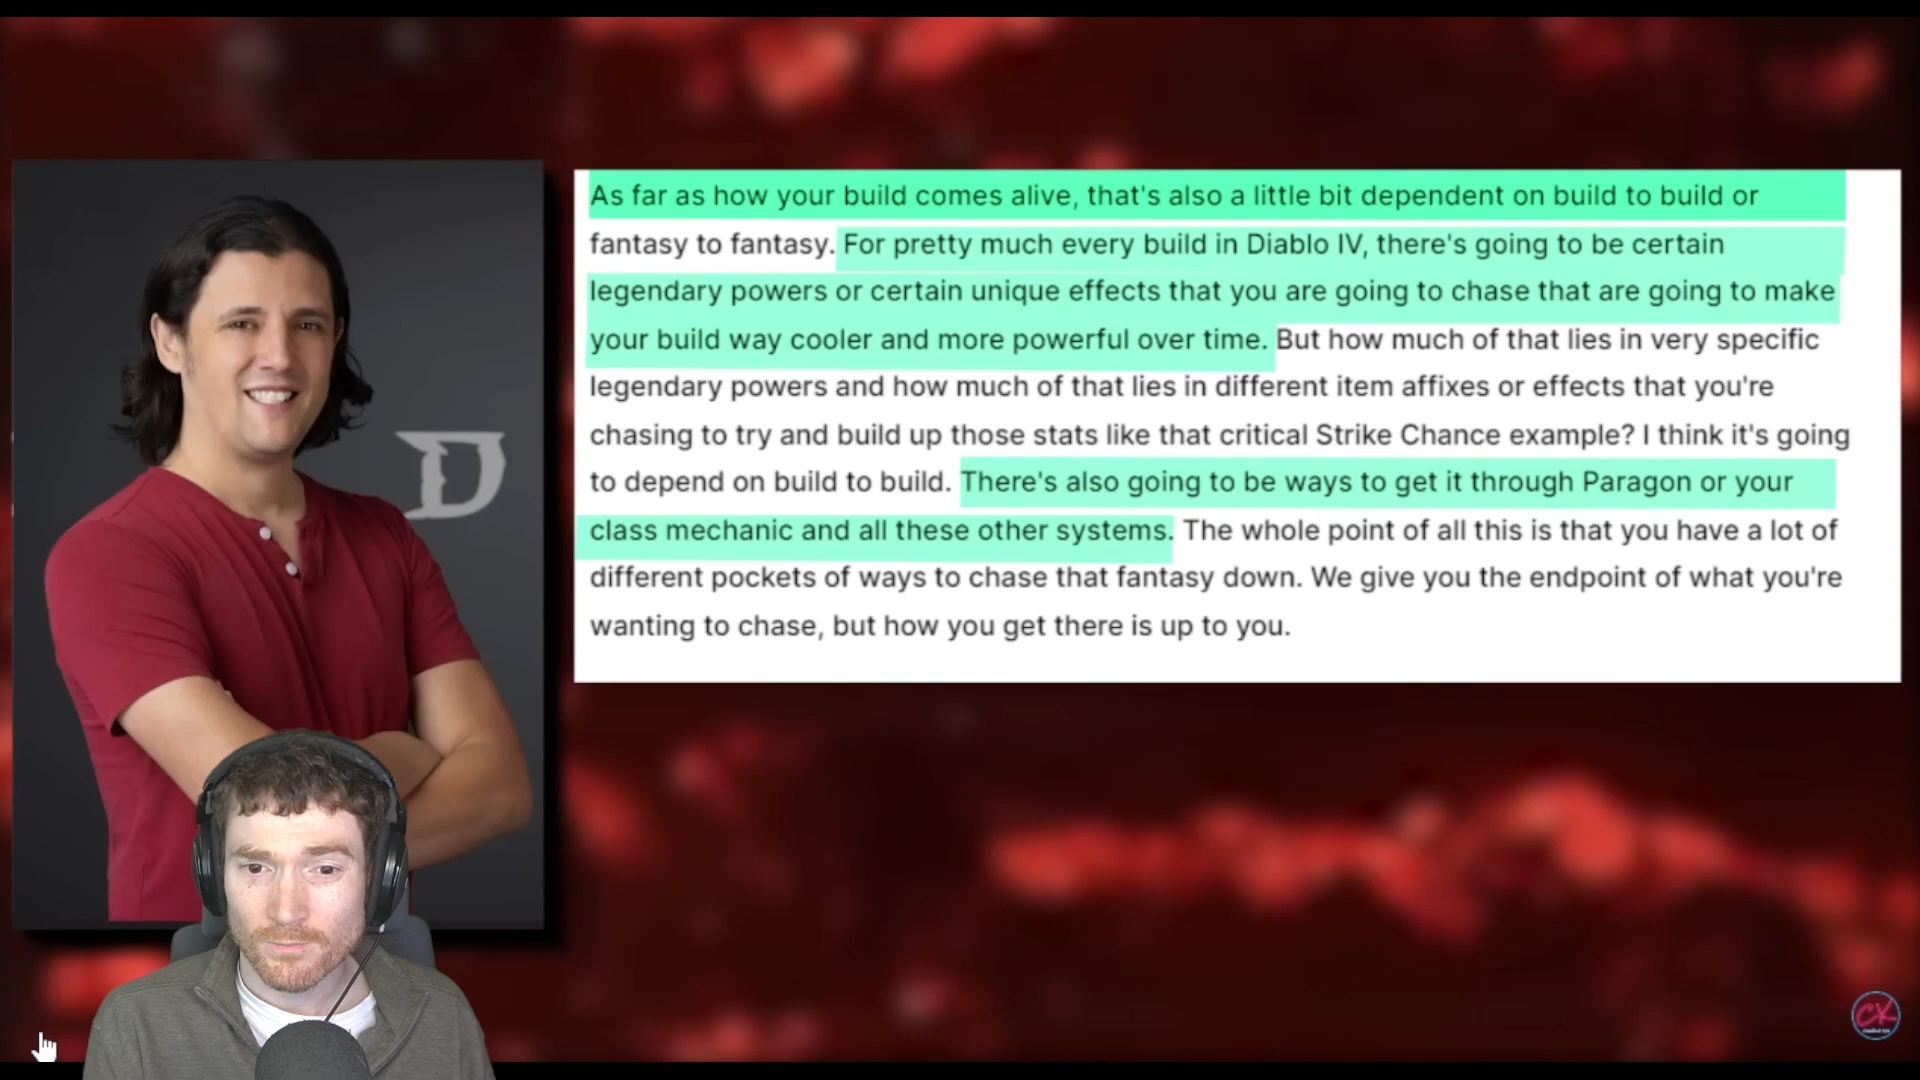 As far as how your build comes alive, that's also a little bit dependent on build to build or
fantasy to fantasy. For pretty much every build in Diablo IV, there's going to be certain
legendary powers or certain unique effects that you are going to chase that are going to make
your build way cooler and more powerful over time. But how much of that lies in very specific
legendary powers and how much of that lies in different item affixes or effects that you're
chasing to try and build up those stats like that critical Strike Chance example? I think it's going
to depend on build to build. There's also going to be ways to get it through Paragon or your
class mechanic and all these other systems. The whole point of all this is that you have a lot of
different pockets of ways to chase that fantasy down. We give you the endpoint of what you're
wanting to chase, but how you get there is up to you.
D
CK